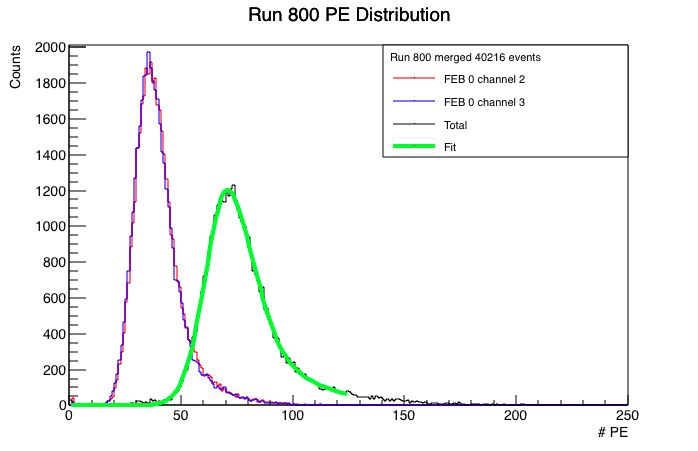 Run 800 PE Distribution
Counts
2000
1800
1600
1400
1200
1000
800
600
400
200
0
Run 800 merged 40216 events
FEB 0 channel 2
FEB 0 channel 3
Total
Fit
0 50 100 150 200 250
# PE